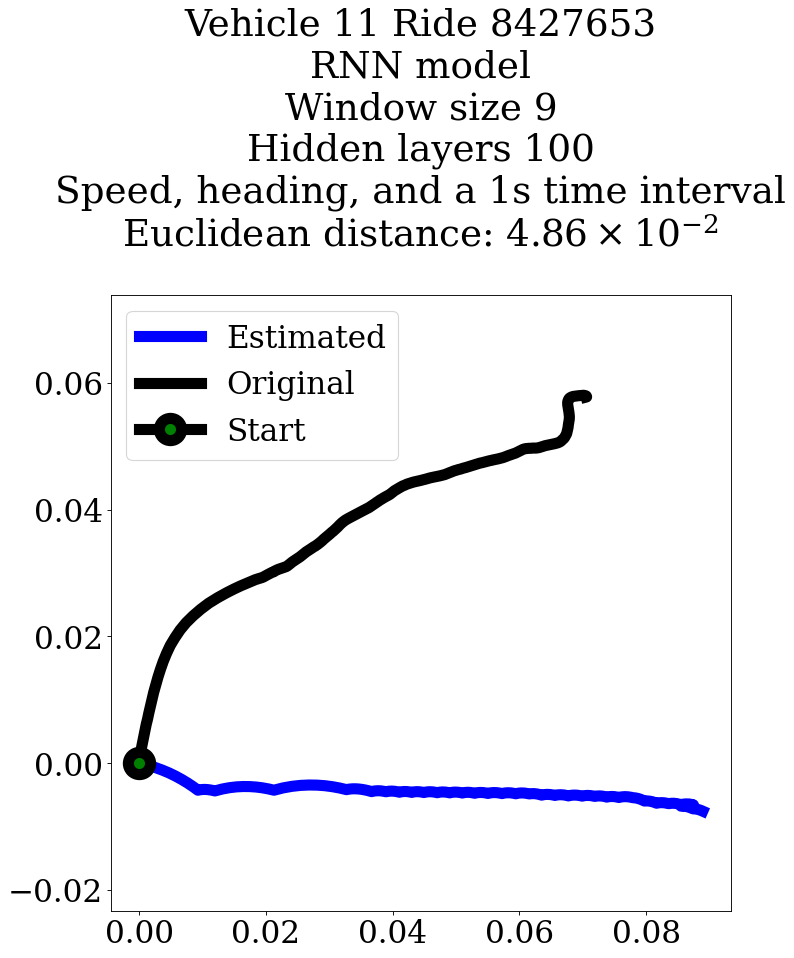 Vehicle 11 Ride 8427653
RNN model
Window size 9
Hidden layers 100
Speed, heading, and a 1s time interval
Euclidean distance: 4.86 × 10⁻²
Estimated
Original
Start
0.06
0.04
0.02
0.00
−0.02
0.00 0.02 0.04 0.06 0.08